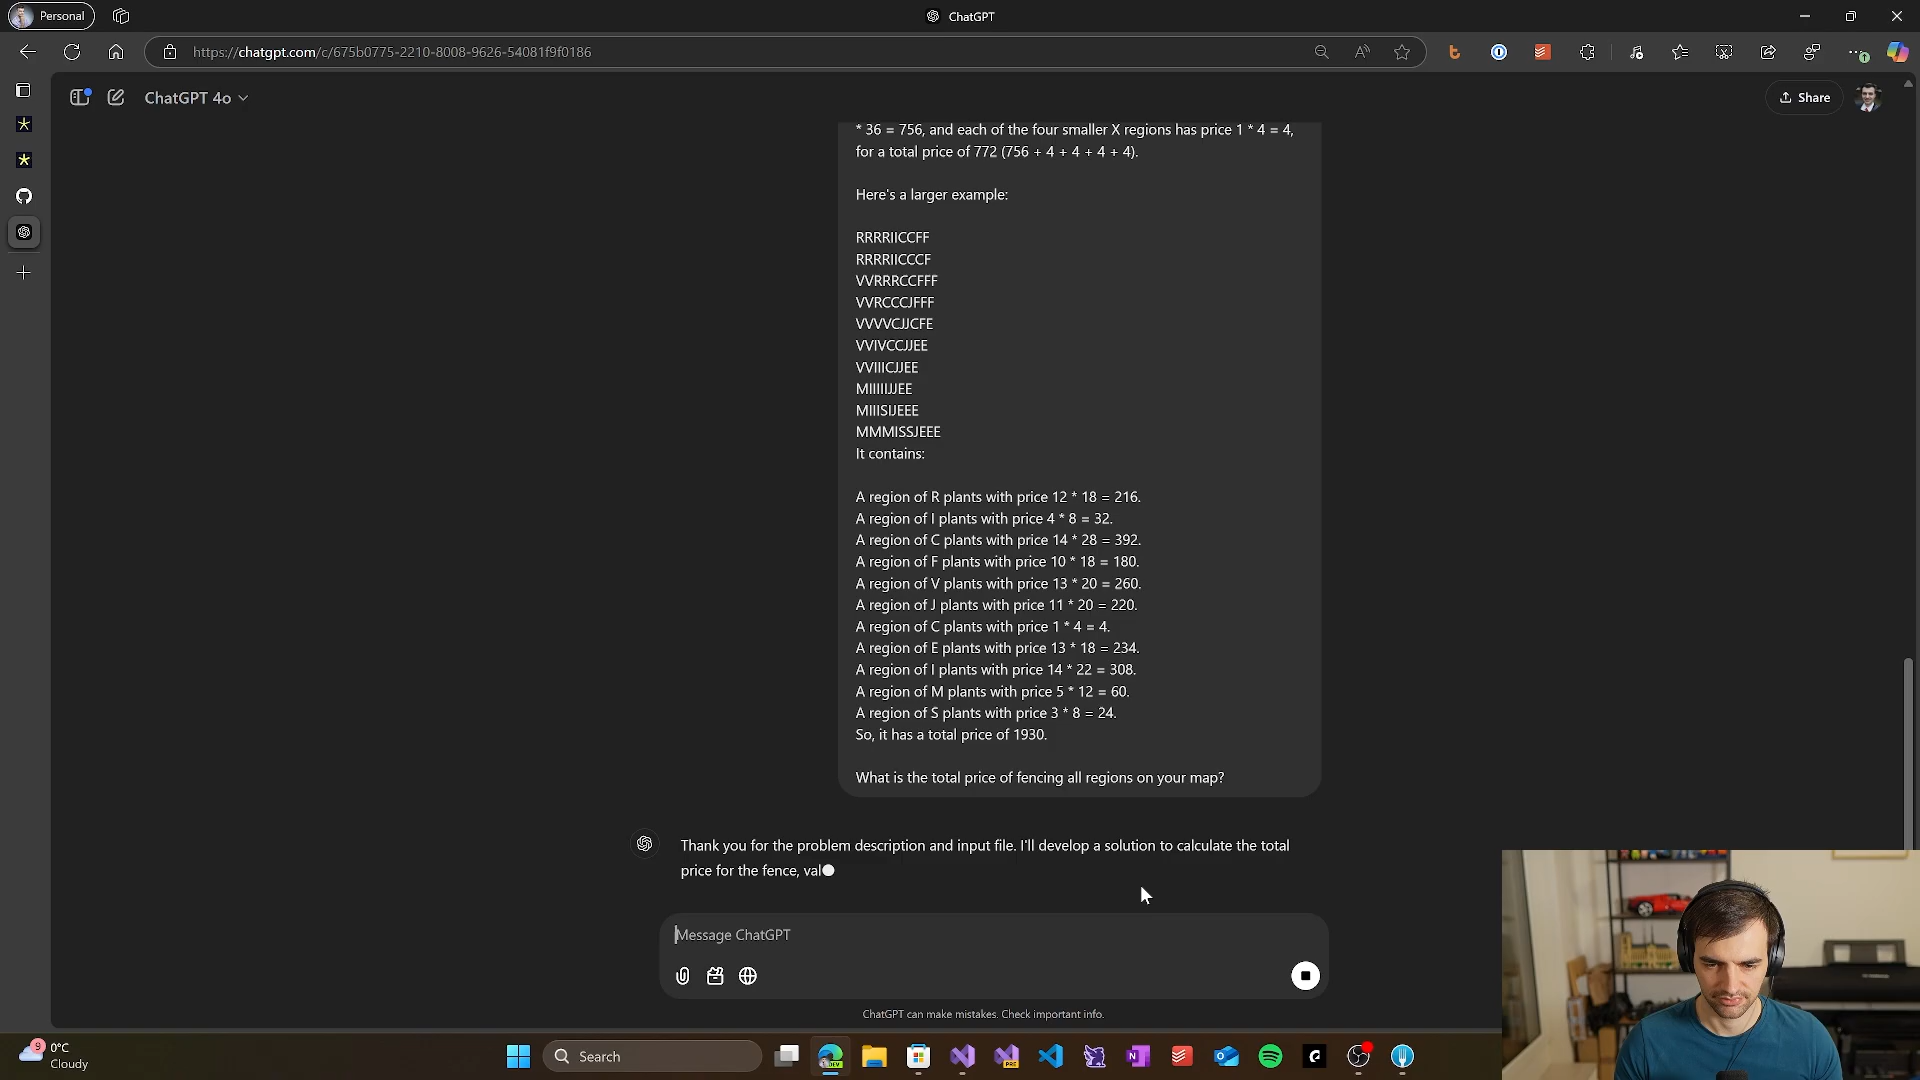 Personal
ChatGPT
https://chatgpt.com/c/675b0775-2210-8008-9626-54081f9f0186
ChatGPT 4o
Share
* 36 = 756, and each of the four smaller X regions has price 1 * 4 = 4,
for a total price of 772 (756 + 4 + 4 + 4 + 4).
Here's a larger example:
RRRRIICCFF
RRRRIICCCF
VVRRRCCFFF
VVRCCCJFFF
VVVVCJJCFE
VVIVCCJJEE
VVIIICJJEE
MIIIIIJJEE
MIIISIJEEE
MMMISSJEEE
It contains:
A region of R plants with price 12 * 18 = 216.
A region of I plants with price 4 * 8 = 32.
A region of C plants with price 14 * 28 = 392.
A region of F plants with price 10 * 18 = 180.
A region of V plants with price 13 * 20 = 260.
A region of J plants with price 11 * 20 = 220.
A region of C plants with price 1 * 4 = 4.
A region of E plants with price 13 * 18 = 234.
A region of I plants with price 14 * 22 = 308.
A region of M plants with price 5 * 12 = 60.
A region of S plants with price 3 * 8 = 24.
So, it has a total price of 1930.
What is the total price of fencing all regions on your map?
Thank you for the problem description and input file. I'll develop a solution to calculate the total
price for the fence, val
Message ChatGPT
ChatGPT can make mistakes. Check important info.
9
0°C
Cloudy
Search
DEV
PRE